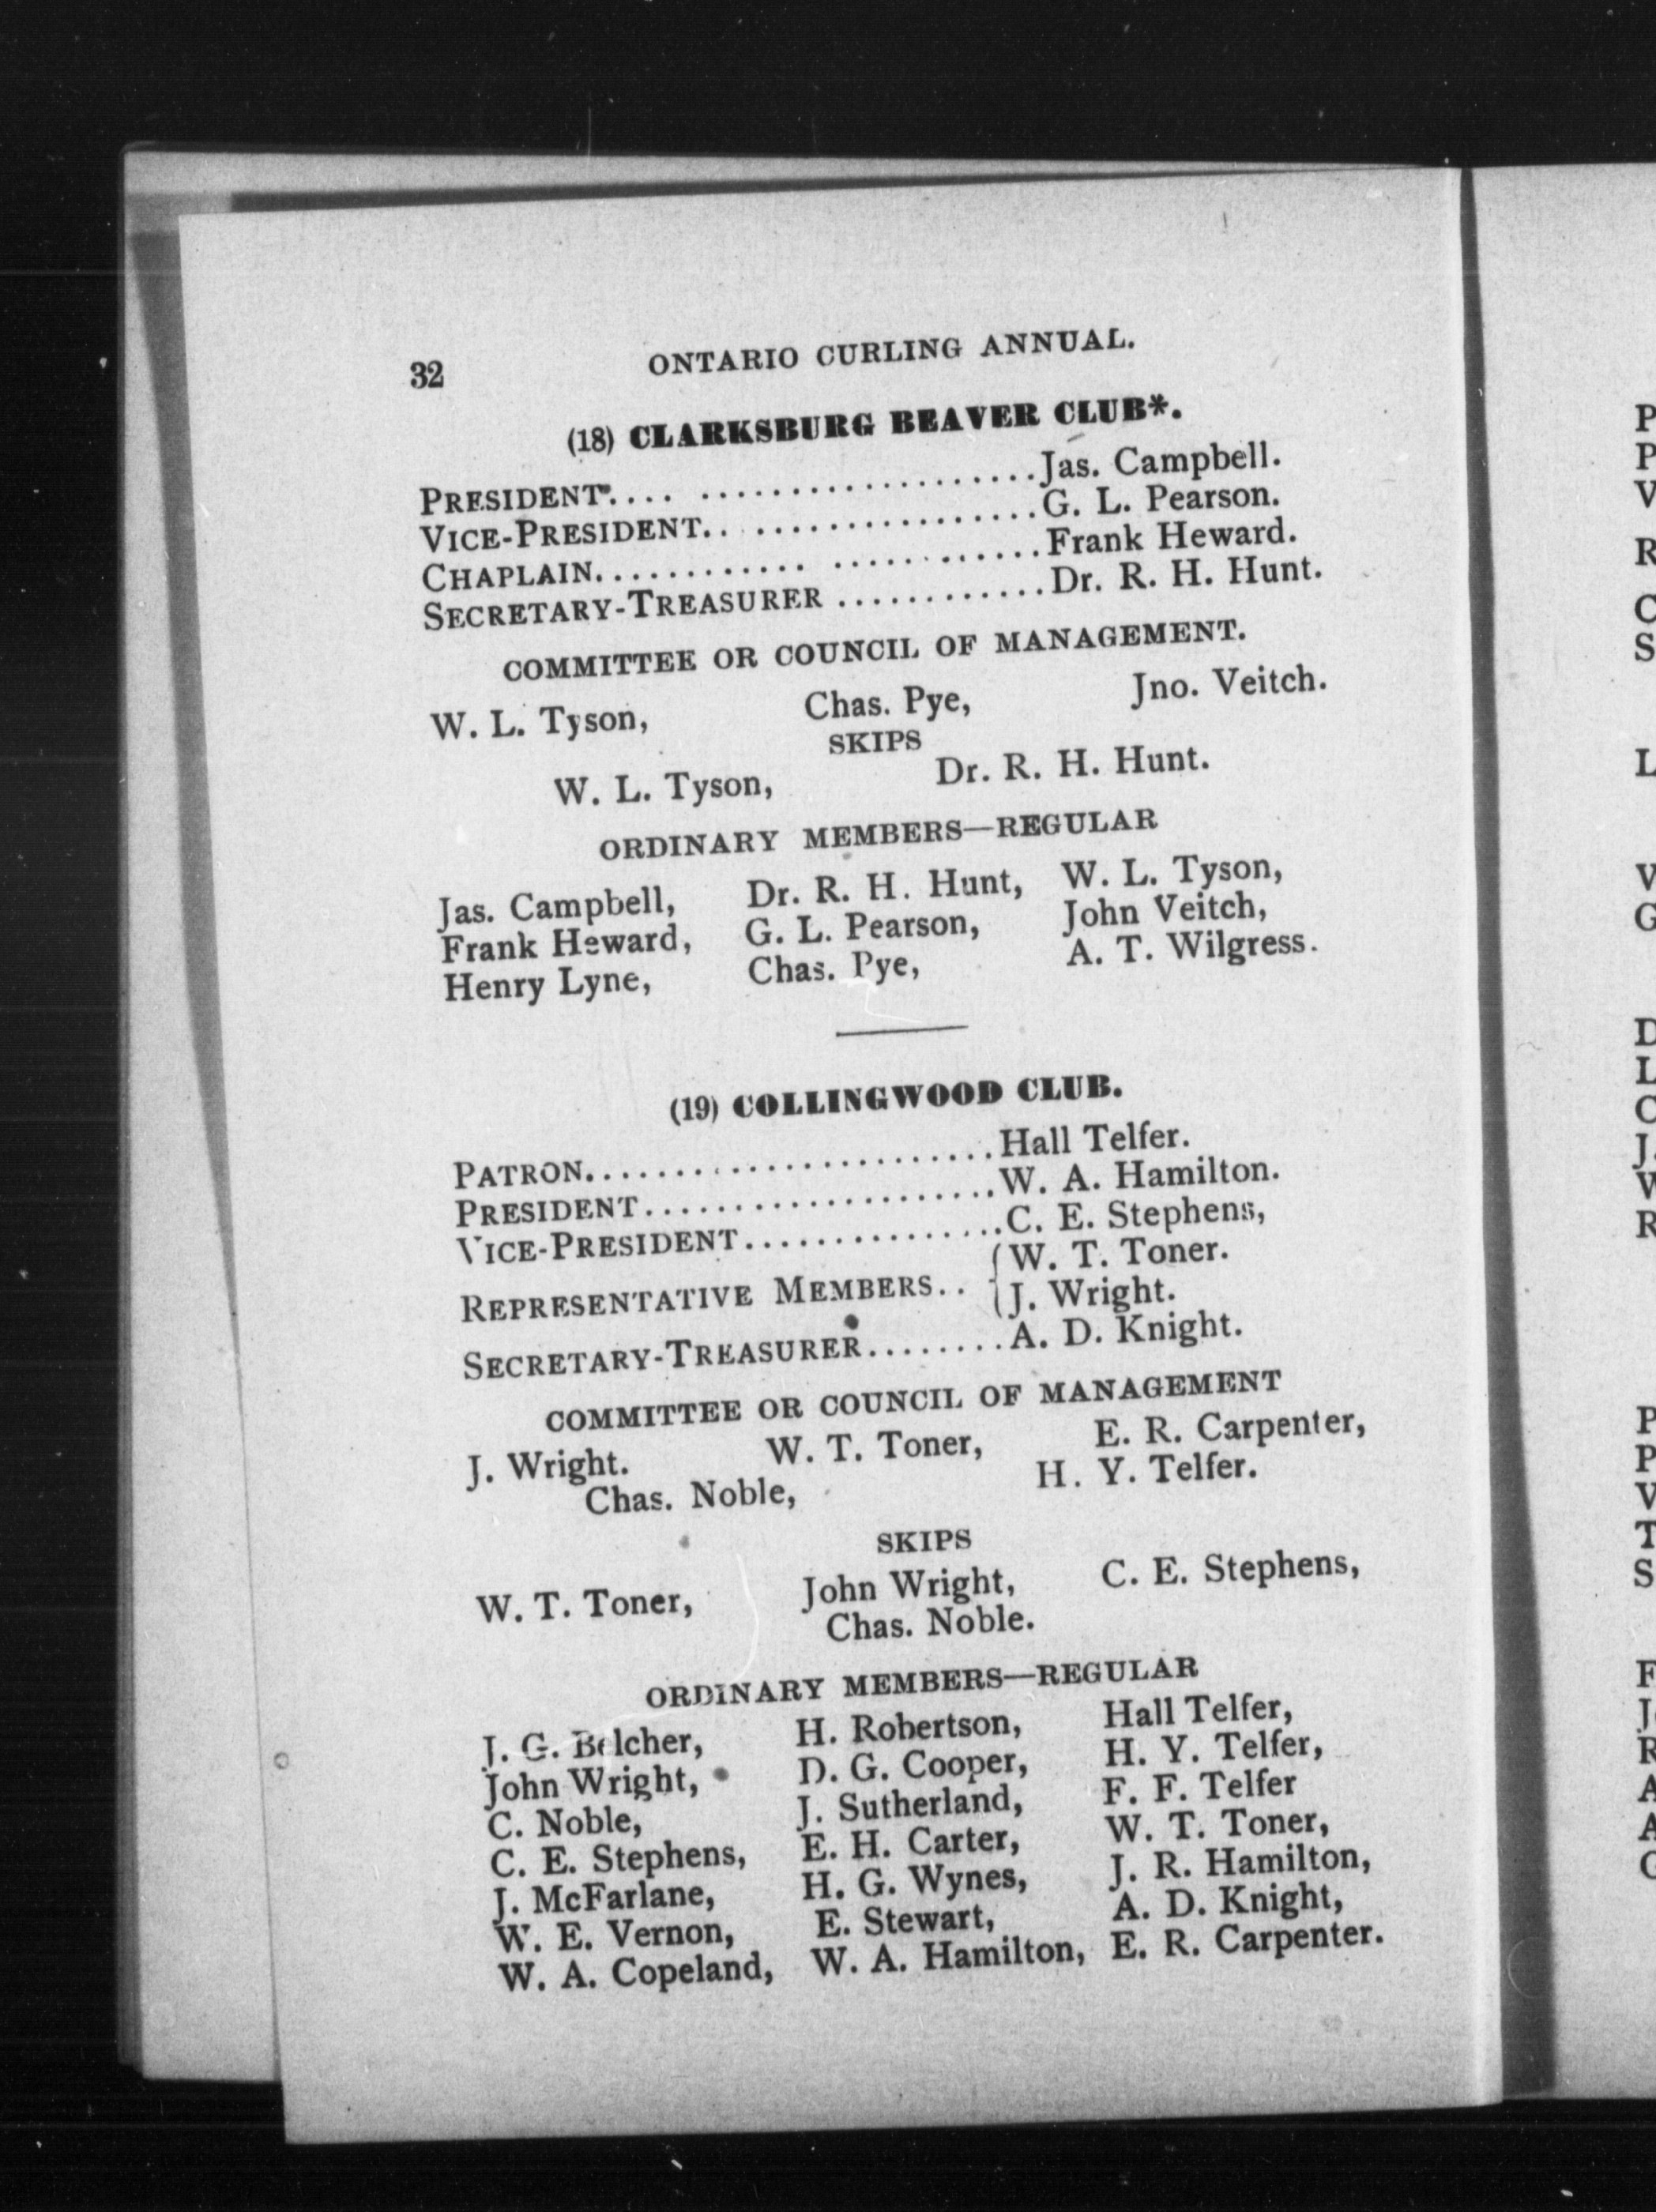 32 ONTARIO CURLING ANNUAL.
(18) CLARKSBURG BEAVER CLUB*.
PRESIDENT.... ...................Jas. Campbell.
VICE-PRESIDENT...................G. L. Pearson.
CHAPLAIN............ ............Frank Heward.
SECRETARY-TREASURER ............Dr. R. H. Hunt.
COMMITTEE OR COUNCIL OF MANAGEMENT.
W. L. Tyson, Chas. Pye, Jno. Veitch.
SKIPS
W. L. Tyson, Dr. R. H. Hunt.
ORDINARY MEMBERS—REGULAR
Jas. Campbell, Dr. R. H. Hunt, W. L. Tyson,
Frank Heward, G. L. Pearson, John Veitch,
Henry Lyne, Chas. Pye, A. T. Wilgress.
(19) COLLINGWOOD CLUB.
PATRON.......................Hall Telfer.
PRESIDENT....................W. A. Hamilton.
VICE-PRESIDENT...............C. E. Stephens,
REPRESENTATIVE MEMBERS.. {W. T. Toner.
{J. Wright.
SECRETARY-TREASURER........A. D. Knight.
COMMITTEE OR COUNCIL OF MANAGEMENT
J. Wright. W. T. Toner, E. R. Carpenter,
Chas. Noble, H. Y. Telfer.
SKIPS
W. T. Toner, John Wright, C. E. Stephens,
Chas. Noble.
ORDINARY MEMBERS—REGULAR
J. G. Belcher, H. Robertson, Hall Telfer,
John Wright, D. G. Cooper, H. Y. Telfer,
C. Noble, J. Sutherland, F. F. Telfer
C. E. Stephens, E. H. Carter, W. T. Toner,
J. McFarlane, H. G. Wynes, J. R. Hamilton,
W. E. Vernon, E. Stewart, A. D. Knight,
W. A. Copeland, W. A. Hamilton, E. R. Carpenter.